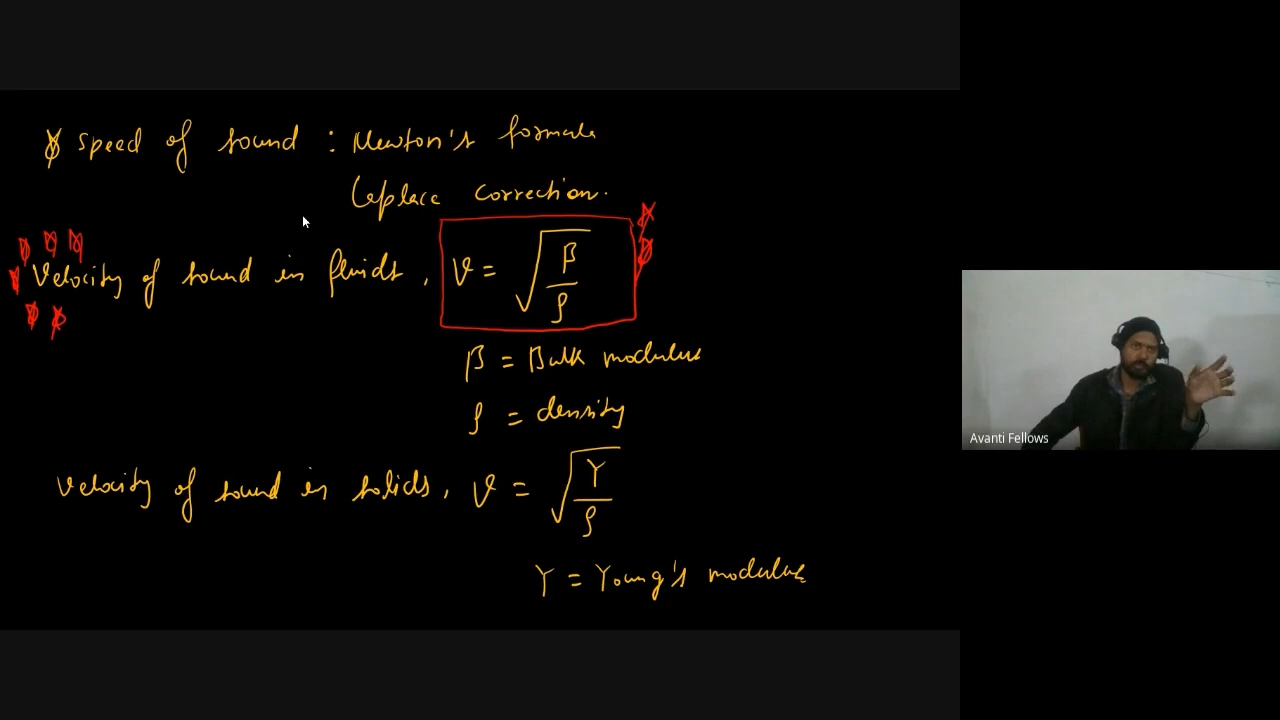 speed of sound : Newton's formula
Laplace correction.
Velocity of sound in fluids, v = √(β/ρ)
β = Bulk modulus
ρ = density
velocity of sound in solids, v = √(Y/ρ)
Y = Young's modulus
Avanti Fellows